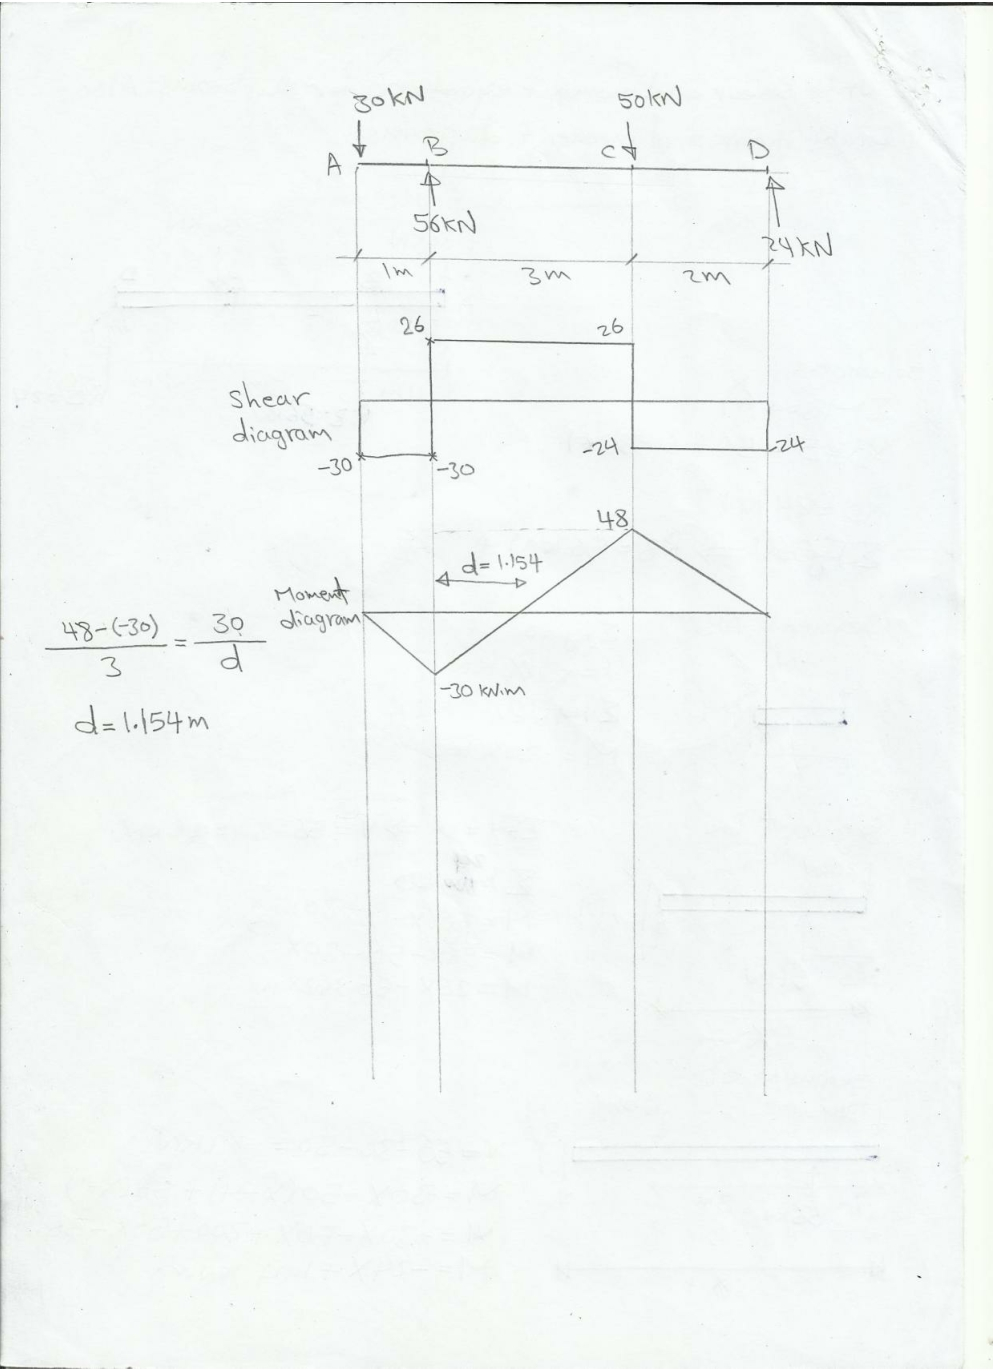 30kN 50kN
A B C D
56kN 24kN
1m 3m 2m
26 26
Shear
diagram
-30 -30 -24 -24
48
d=1.154
Moment
diagram
48-(-30) / 3 = 30 / d
-30 kN.m
d=1.154m